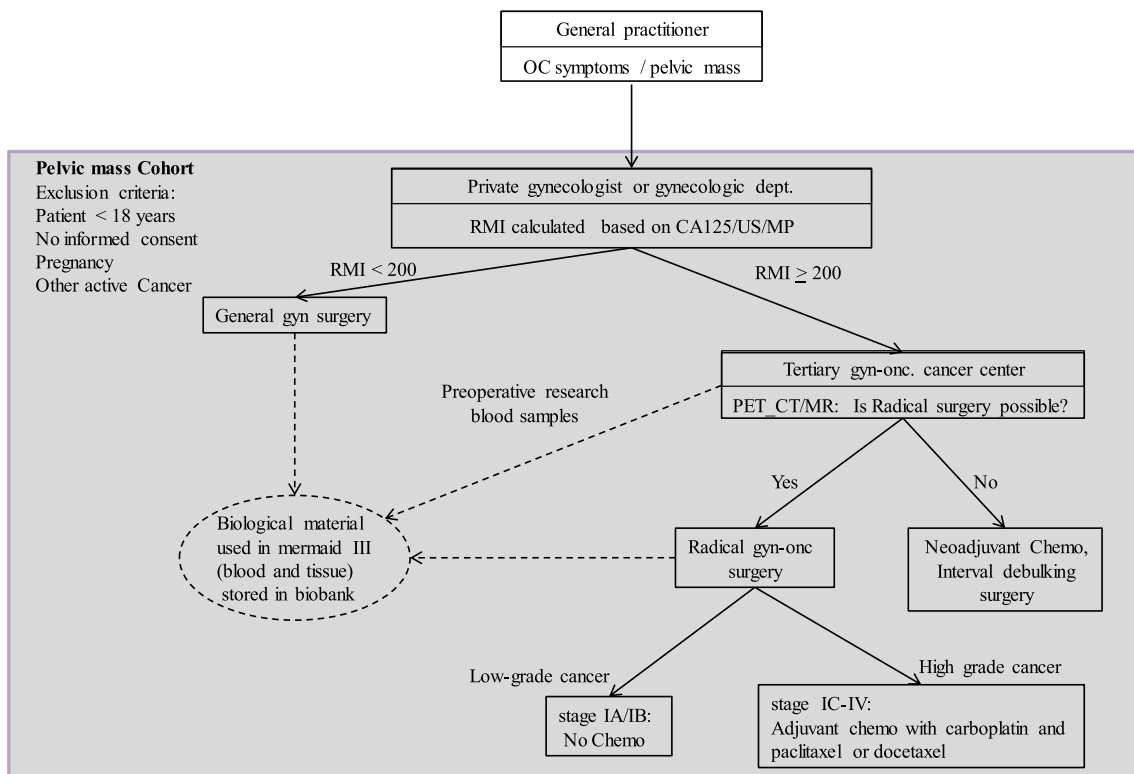 General practitioner
OC symptoms / pelvic mass
Pelvic mass Cohort
Exclusion criteria:
Patient < 18 years
No informed consent
Pregnancy
Other active Cancer
Private gynecologist or gynecologic dept.
RMI calculated based on CA125/US/MP
RMI < 200
RMI ≥ 200
General gyn surgery
Tertiary gyn-onc. cancer center
PET_CT/MR: Is Radical surgery possible?
Preoperative research
blood samples
Yes
No
Biological material
used in mermaid III
(blood and tissue)
stored in biobank
Radical gyn-onc
surgery
Neoadjuvant Chemo,
Interval debulking
surgery
Low-grade cancer
High grade cancer
stage IA/IB:
No Chemo
stage IC-IV:
Adjuvant chemo with carboplatin and
paclitaxel or docetaxel